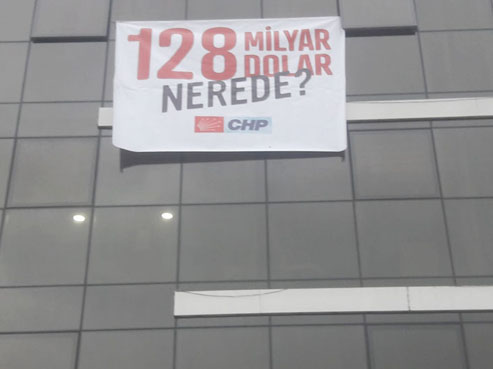 128 MİLYAR
DOLAR
NEREDE?
CHP